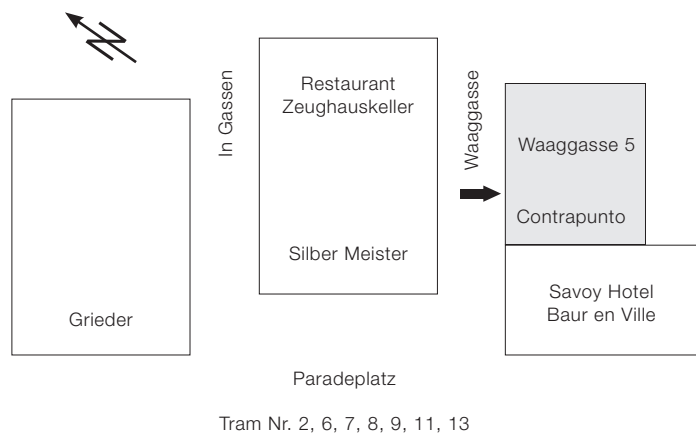 In Gassen
Restaurant
Zeughauskeller
Waaggasse
Waaggasse 5
Contrapunto
Silber Meister
Grieder
Savoy Hotel
Baur en Ville
Paradeplatz
Tram Nr. 2, 6, 7, 8, 9, 11, 13